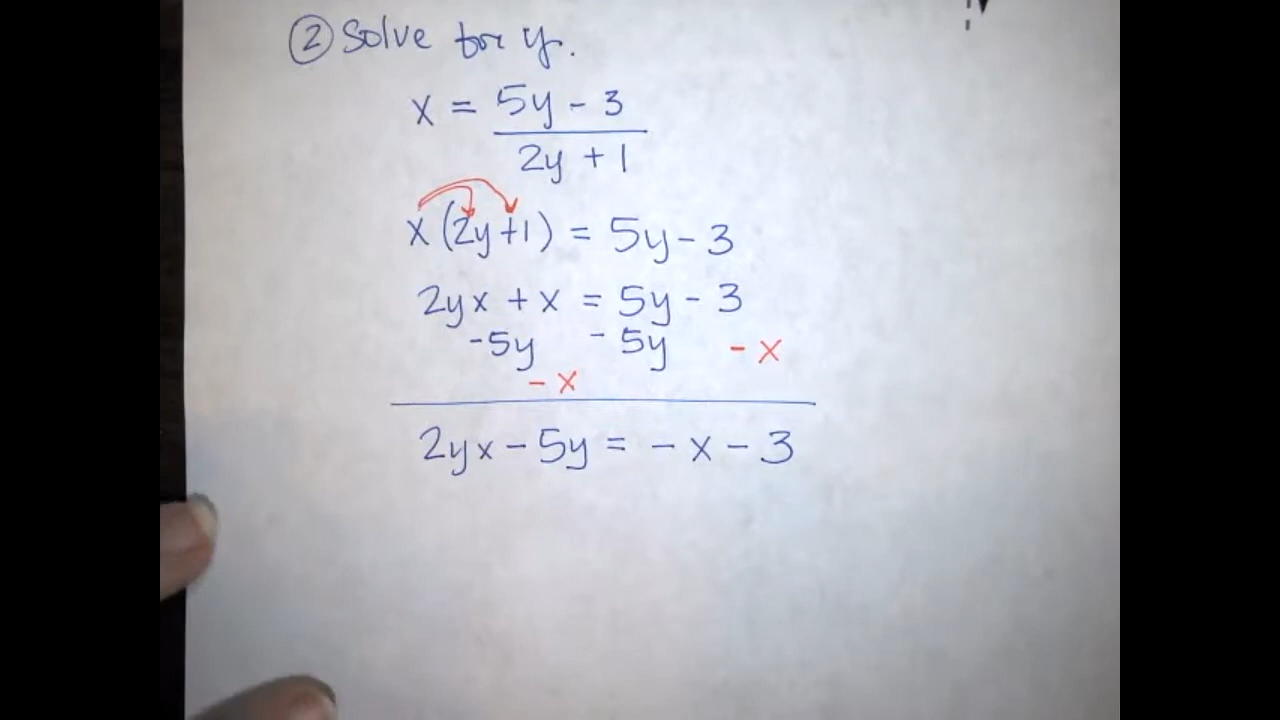 ② Solve for y.
x = 5y - 3
2y + 1
x (2y+1) = 5y - 3
2yx + x = 5y - 3
-5y - 5y - x
- x
2yx - 5y = - x - 3